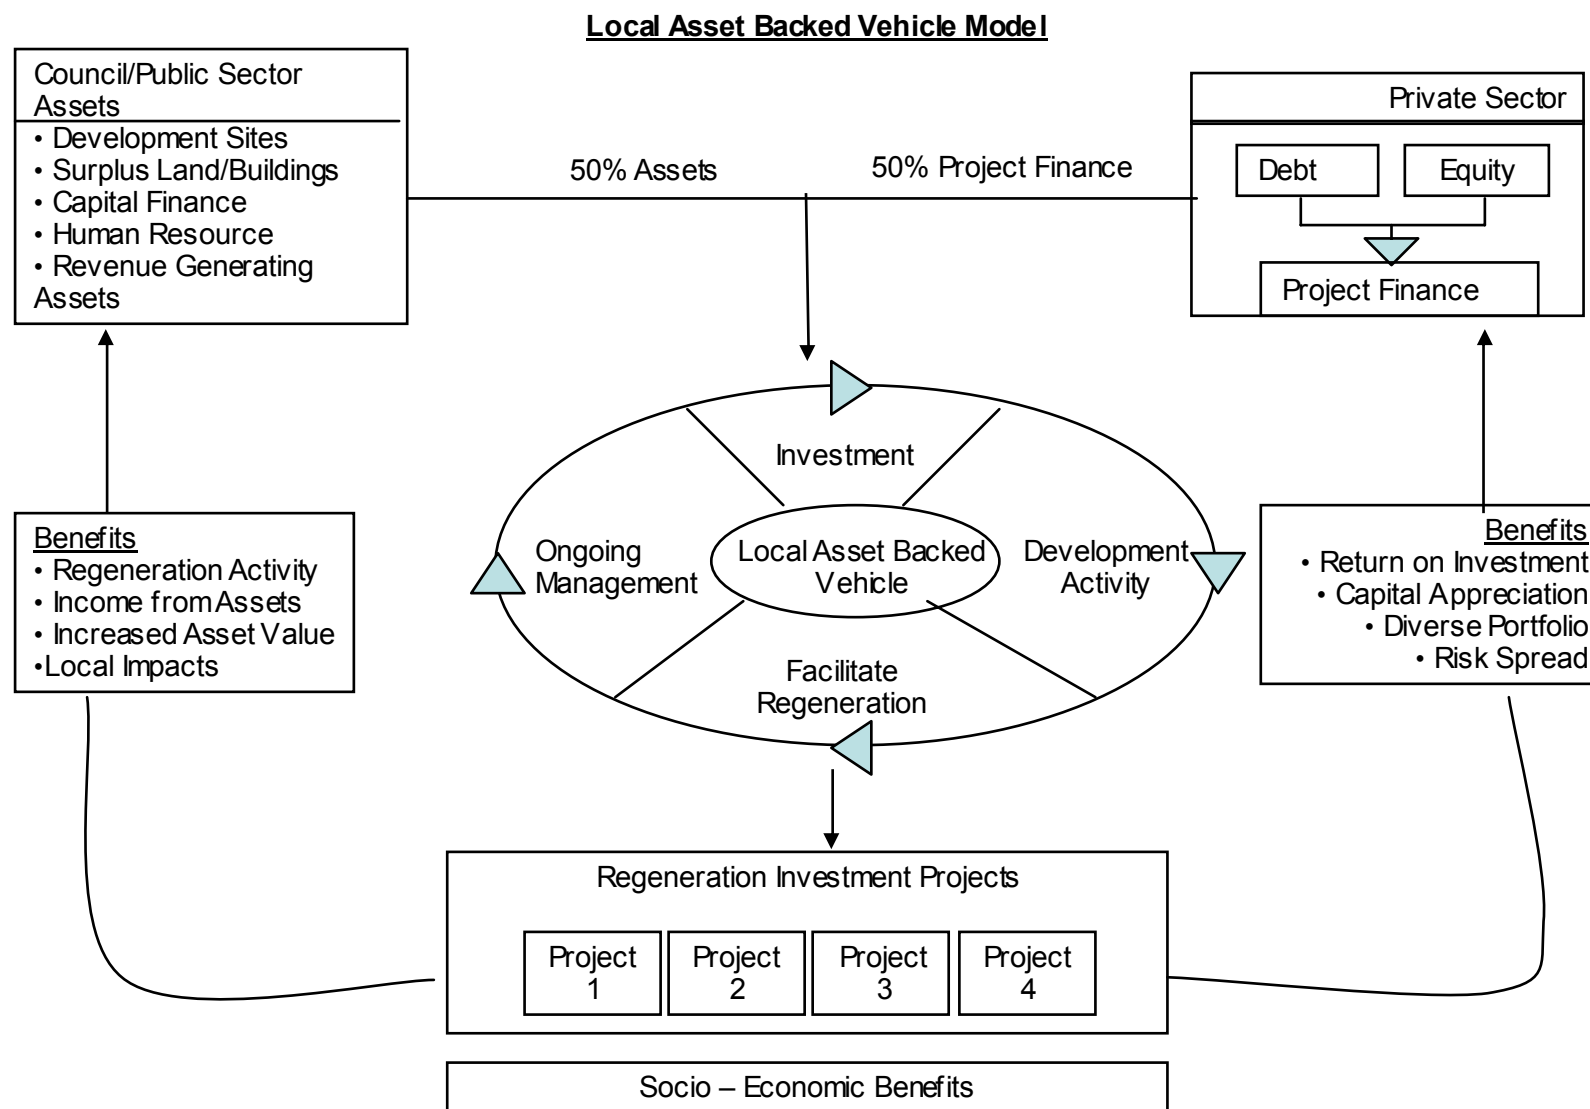 Local Asset Backed Vehicle Model
Council/Public Sector
Assets
• Development Sites
• Surplus Land/Buildings
• Capital Finance
• Human Resource
• Revenue Generating
Assets
50% Assets
50% Project Finance
Private Sector
Debt
Equity
Project Finance
Investment
Ongoing
Management
Local Asset Backed
Vehicle
Development
Activity
Facilitate
Regeneration
Benefits
• Regeneration Activity
• Income from Assets
• Increased Asset Value
•Local Impacts
Benefits
• Return on Investment
• Capital Appreciation
• Diverse Portfolio
• Risk Spread
Regeneration Investment Projects
Project
1
Project
2
Project
3
Project
4
Socio – Economic Benefits